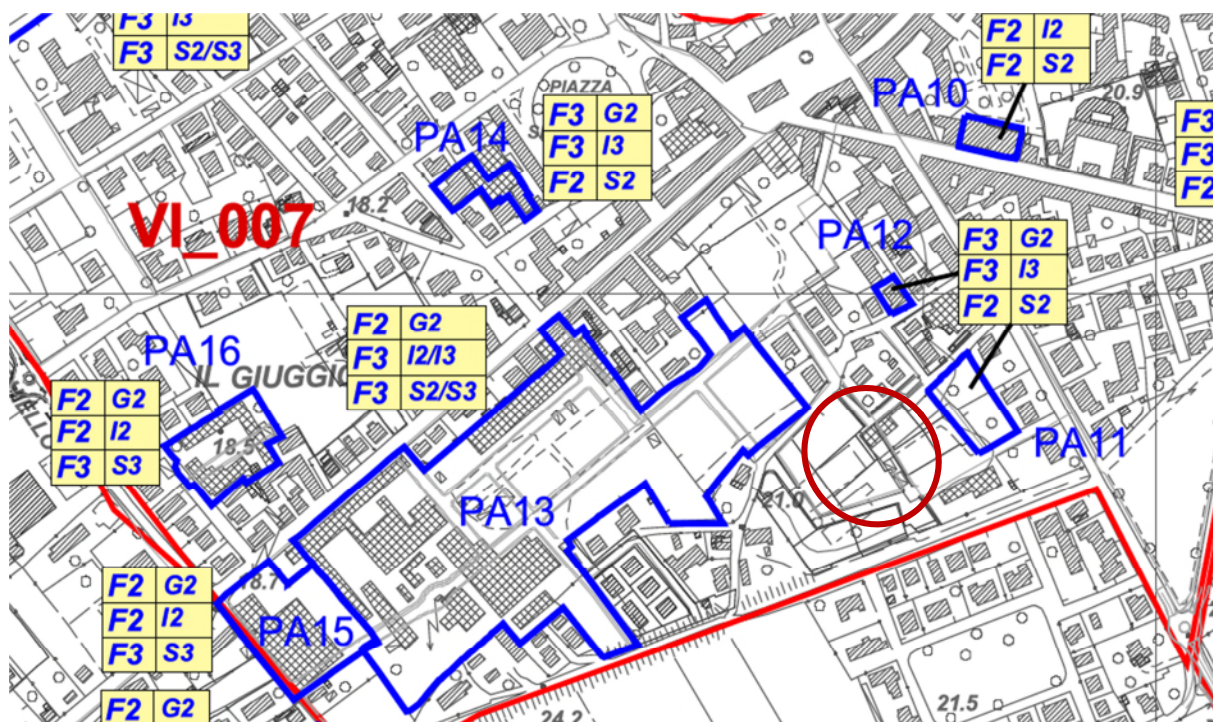 F3 I3
F3 S2/S3
F2 I2
F2 S2
PIAZZA
PA10
20.9
F3
F3
F2
PA14
F3 G2
F3 I3
F2 S2
VI_007
18.2
PA12
F3 G2
F3 I3
F2 S2
PA16
IL GIUGGIO
F2 G2
F3 I2/I3
F3 S2/S3
F2 G2
F2 I2
F3 S3
18.5
PA11
PA13
21.0
18.7
F2 G2
F2 I2
F3 S3
PA15
F2 G2
24.2
21.5